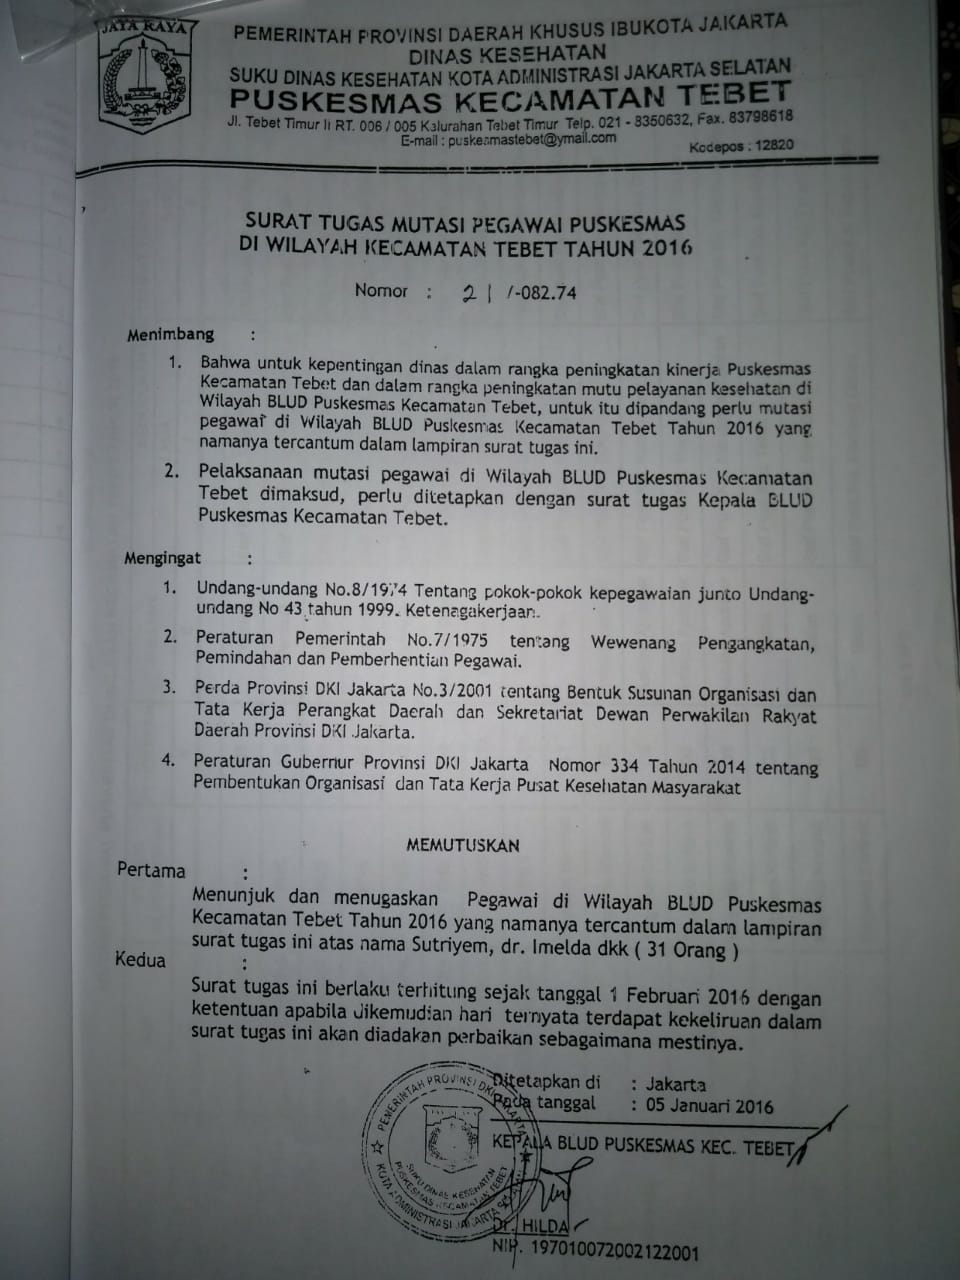 JAYA RAYA
PEMERINTAH PROVINSI DAERAH KHUSUS IBUKOTA JAKARTA
DINAS KESEHATAN
SUKU DINAS KESEHATAN KOTA ADMINISTRASI JAKARTA SELATAN
PUSKESMAS KECAMATAN TEBET
Jl. Tebet Timur II RT. 006 / 005 Kelurahan Tebet Timur Telp. 021 - 8350632, Fax. 83798618
E-mail : puskesmastebet@ymail.com
Kodepos : 12820
SURAT TUGAS MUTASI PEGAWAI PUSKESMAS
DI WILAYAH KECAMATAN TEBET TAHUN 2016
Nomor : 21 /-082.74
Menimbang :
1. Bahwa untuk kepentingan dinas dalam rangka peningkatan kinerja Puskesmas
Kecamatan Tebet dan dalam rangka peningkatan mutu pelayanan kesehatan di
Wilayah BLUD Puskesmas Kecamatan Tebet, untuk itu dipandang perlu mutasi
pegawai di Wilayah BLUD Puskesmas Kecamatan Tebet Tahun 2016 yang
namanya tercantum dalam lampiran surat tugas ini.
2. Pelaksanaan mutasi pegawai di Wilayah BLUD Puskesmas Kecamatan
Tebet dimaksud, perlu ditetapkan dengan surat tugas Kepala BLUD
Puskesmas Kecamatan Tebet.
Mengingat :
1. Undang-undang No.8/1974 Tentang pokok-pokok kepegawaian junto Undang-
undang No 43 tahun 1999. Ketenagakerjaan.
2. Peraturan Pemerintah No.7/1975 tentang Wewenang Pengangkatan,
Pemindahan dan Pemberhentian Pegawai.
3. Perda Provinsi DKI Jakarta No.3/2001 tentang Bentuk Susunan Organisasi dan
Tata Kerja Perangkat Daerah dan Sekretariat Dewan Perwakilan Rakyat
Daerah Provinsi DKI Jakarta.
4. Peraturan Gubernur Provinsi DKI Jakarta Nomor 334 Tahun 2014 tentang
Pembentukan Organisasi dan Tata Kerja Pusat Kesehatan Masyarakat
MEMUTUSKAN
Pertama :
Menunjuk dan menugaskan Pegawai di Wilayah BLUD Puskesmas
Kecamatan Tebet Tahun 2016 yang namanya tercantum dalam lampiran
surat tugas ini atas nama Sutriyem, dr. Imelda dkk ( 31 Orang )
Kedua :
Surat tugas ini berlaku terhitung sejak tanggal 1 Februari 2016 dengan
ketentuan apabila dikemudian hari ternyata terdapat kekeliruan dalam
surat tugas ini akan diadakan perbaikan sebagaimana mestinya.
Ditetapkan di : Jakarta
Pada tanggal : 05 Januari 2016
KEPALA BLUD PUSKESMAS KEC. TEBET
PEMERINTAH PROVINSI DKI JAKARTA
SUKU DINAS KESEHATAN
PUSKESMAS KECAMATAN TEBET
KOTA ADMINISTRASI JAKARTA
Dr. HILDA
NIP. 197010072002122001